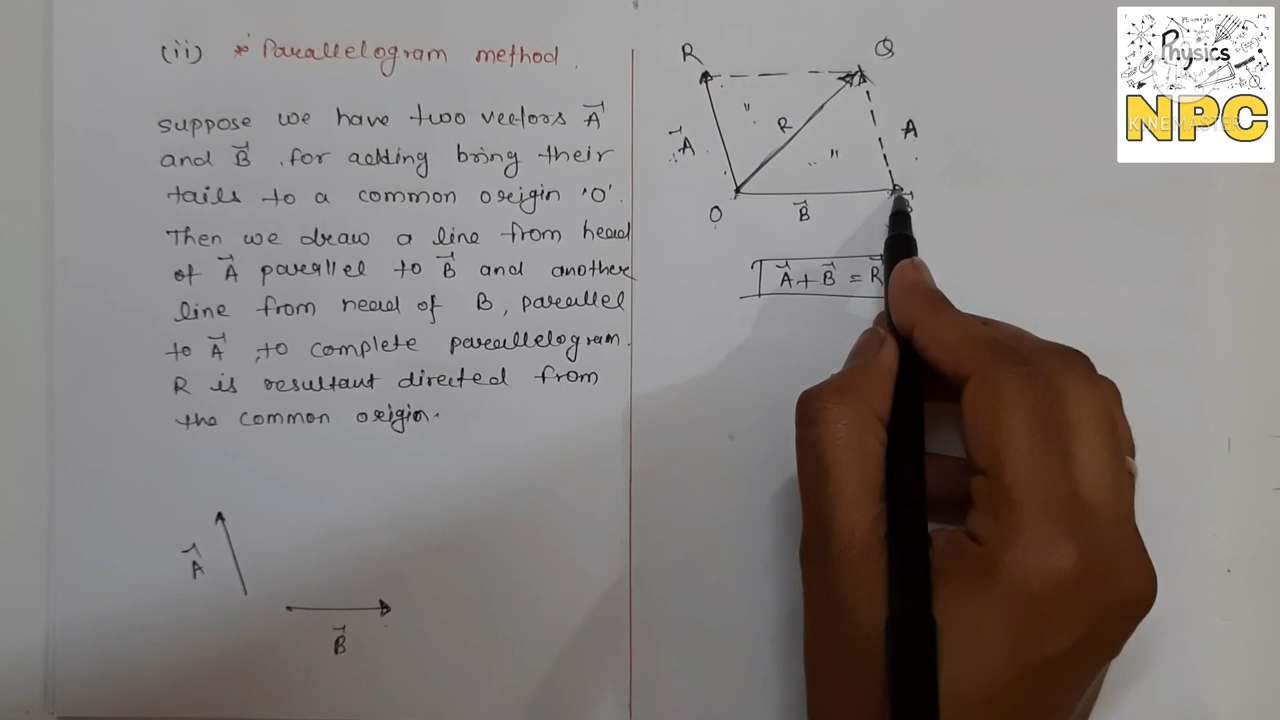 (ii) * Parallelogram method.
suppose we have two vectors A⃗
and B⃗ . for adding bring their
tails to a common origin 'O'.
Then we draw a line from head
of A⃗ parallel to B⃗ and another
line from head of B, parallel
to A⃗ , to complete parallelogram.
R is resultant directed from
the common origin.
A⃗
B⃗
R
Q
A⃗
R
A
O
B⃗
A⃗ + B⃗ = R⃗
Physics
NPC
KINEMASTER